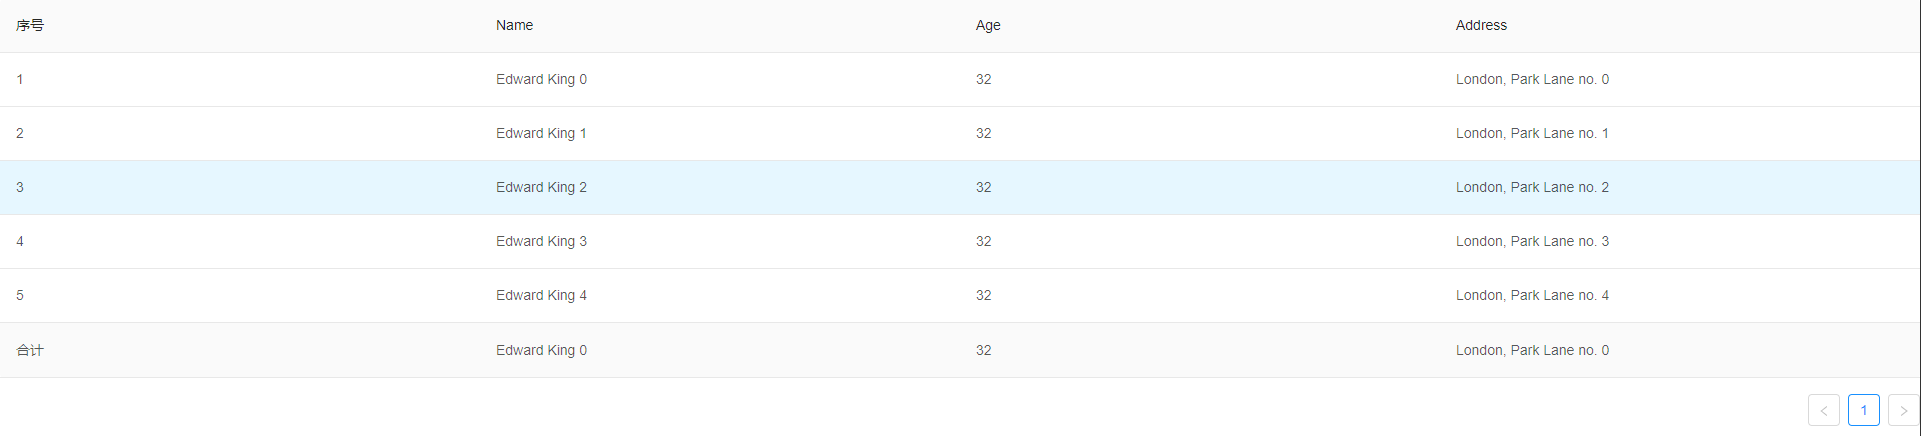 序号 Name Age Address
1 Edward King 0 32 London, Park Lane no. 0
2 Edward King 1 32 London, Park Lane no. 1
3 Edward King 2 32 London, Park Lane no. 2
4 Edward King 3 32 London, Park Lane no. 3
5 Edward King 4 32 London, Park Lane no. 4
合计 Edward King 0 32 London, Park Lane no. 0
< 1 >